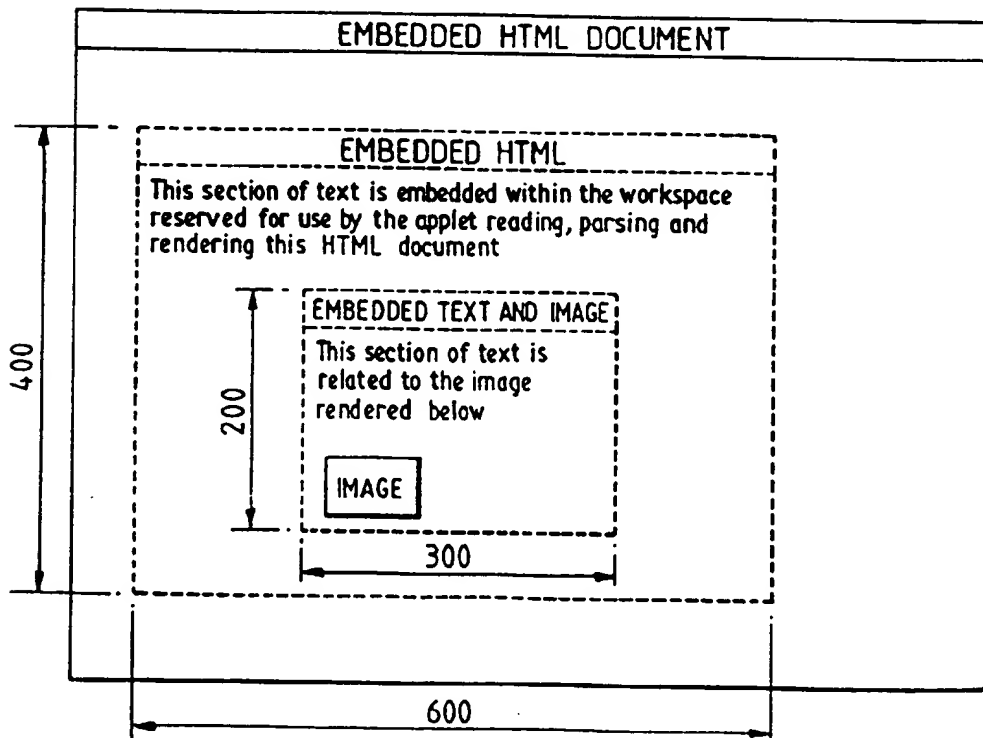 EMBEDDED HTML DOCUMENT
EMBEDDED HTML
This section of text is embedded within the workspace
reserved for use by the applet reading, parsing and
rendering this HTML document
EMBEDDED TEXT AND IMAGE
This section of text is
related to the image
rendered below
IMAGE
400
200
300
600